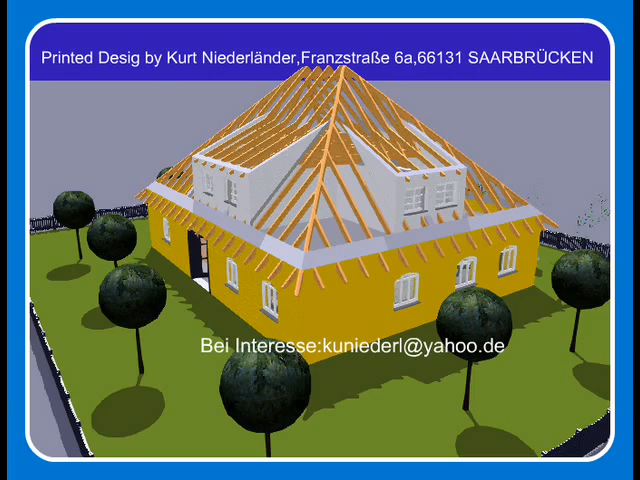 Printed Desig by Kurt Niederländer,Franzstraße 6a,66131 SAARBRÜCKEN
Bei Interesse:kuniederl@yahoo.de